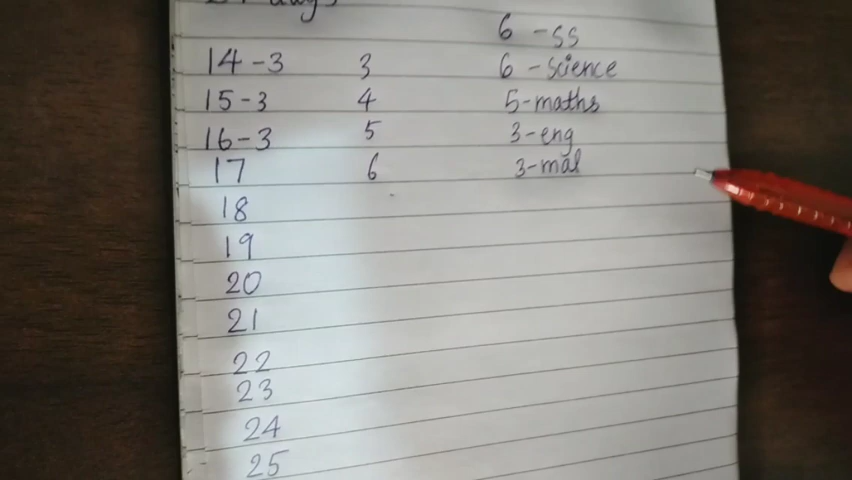 days
6 - SS
14 - 3 3 6 - science
15 - 3 4 5 - maths
16 - 3 5 3 - eng
17 6 3 - mal
18
19
20
21
22
23
24
25